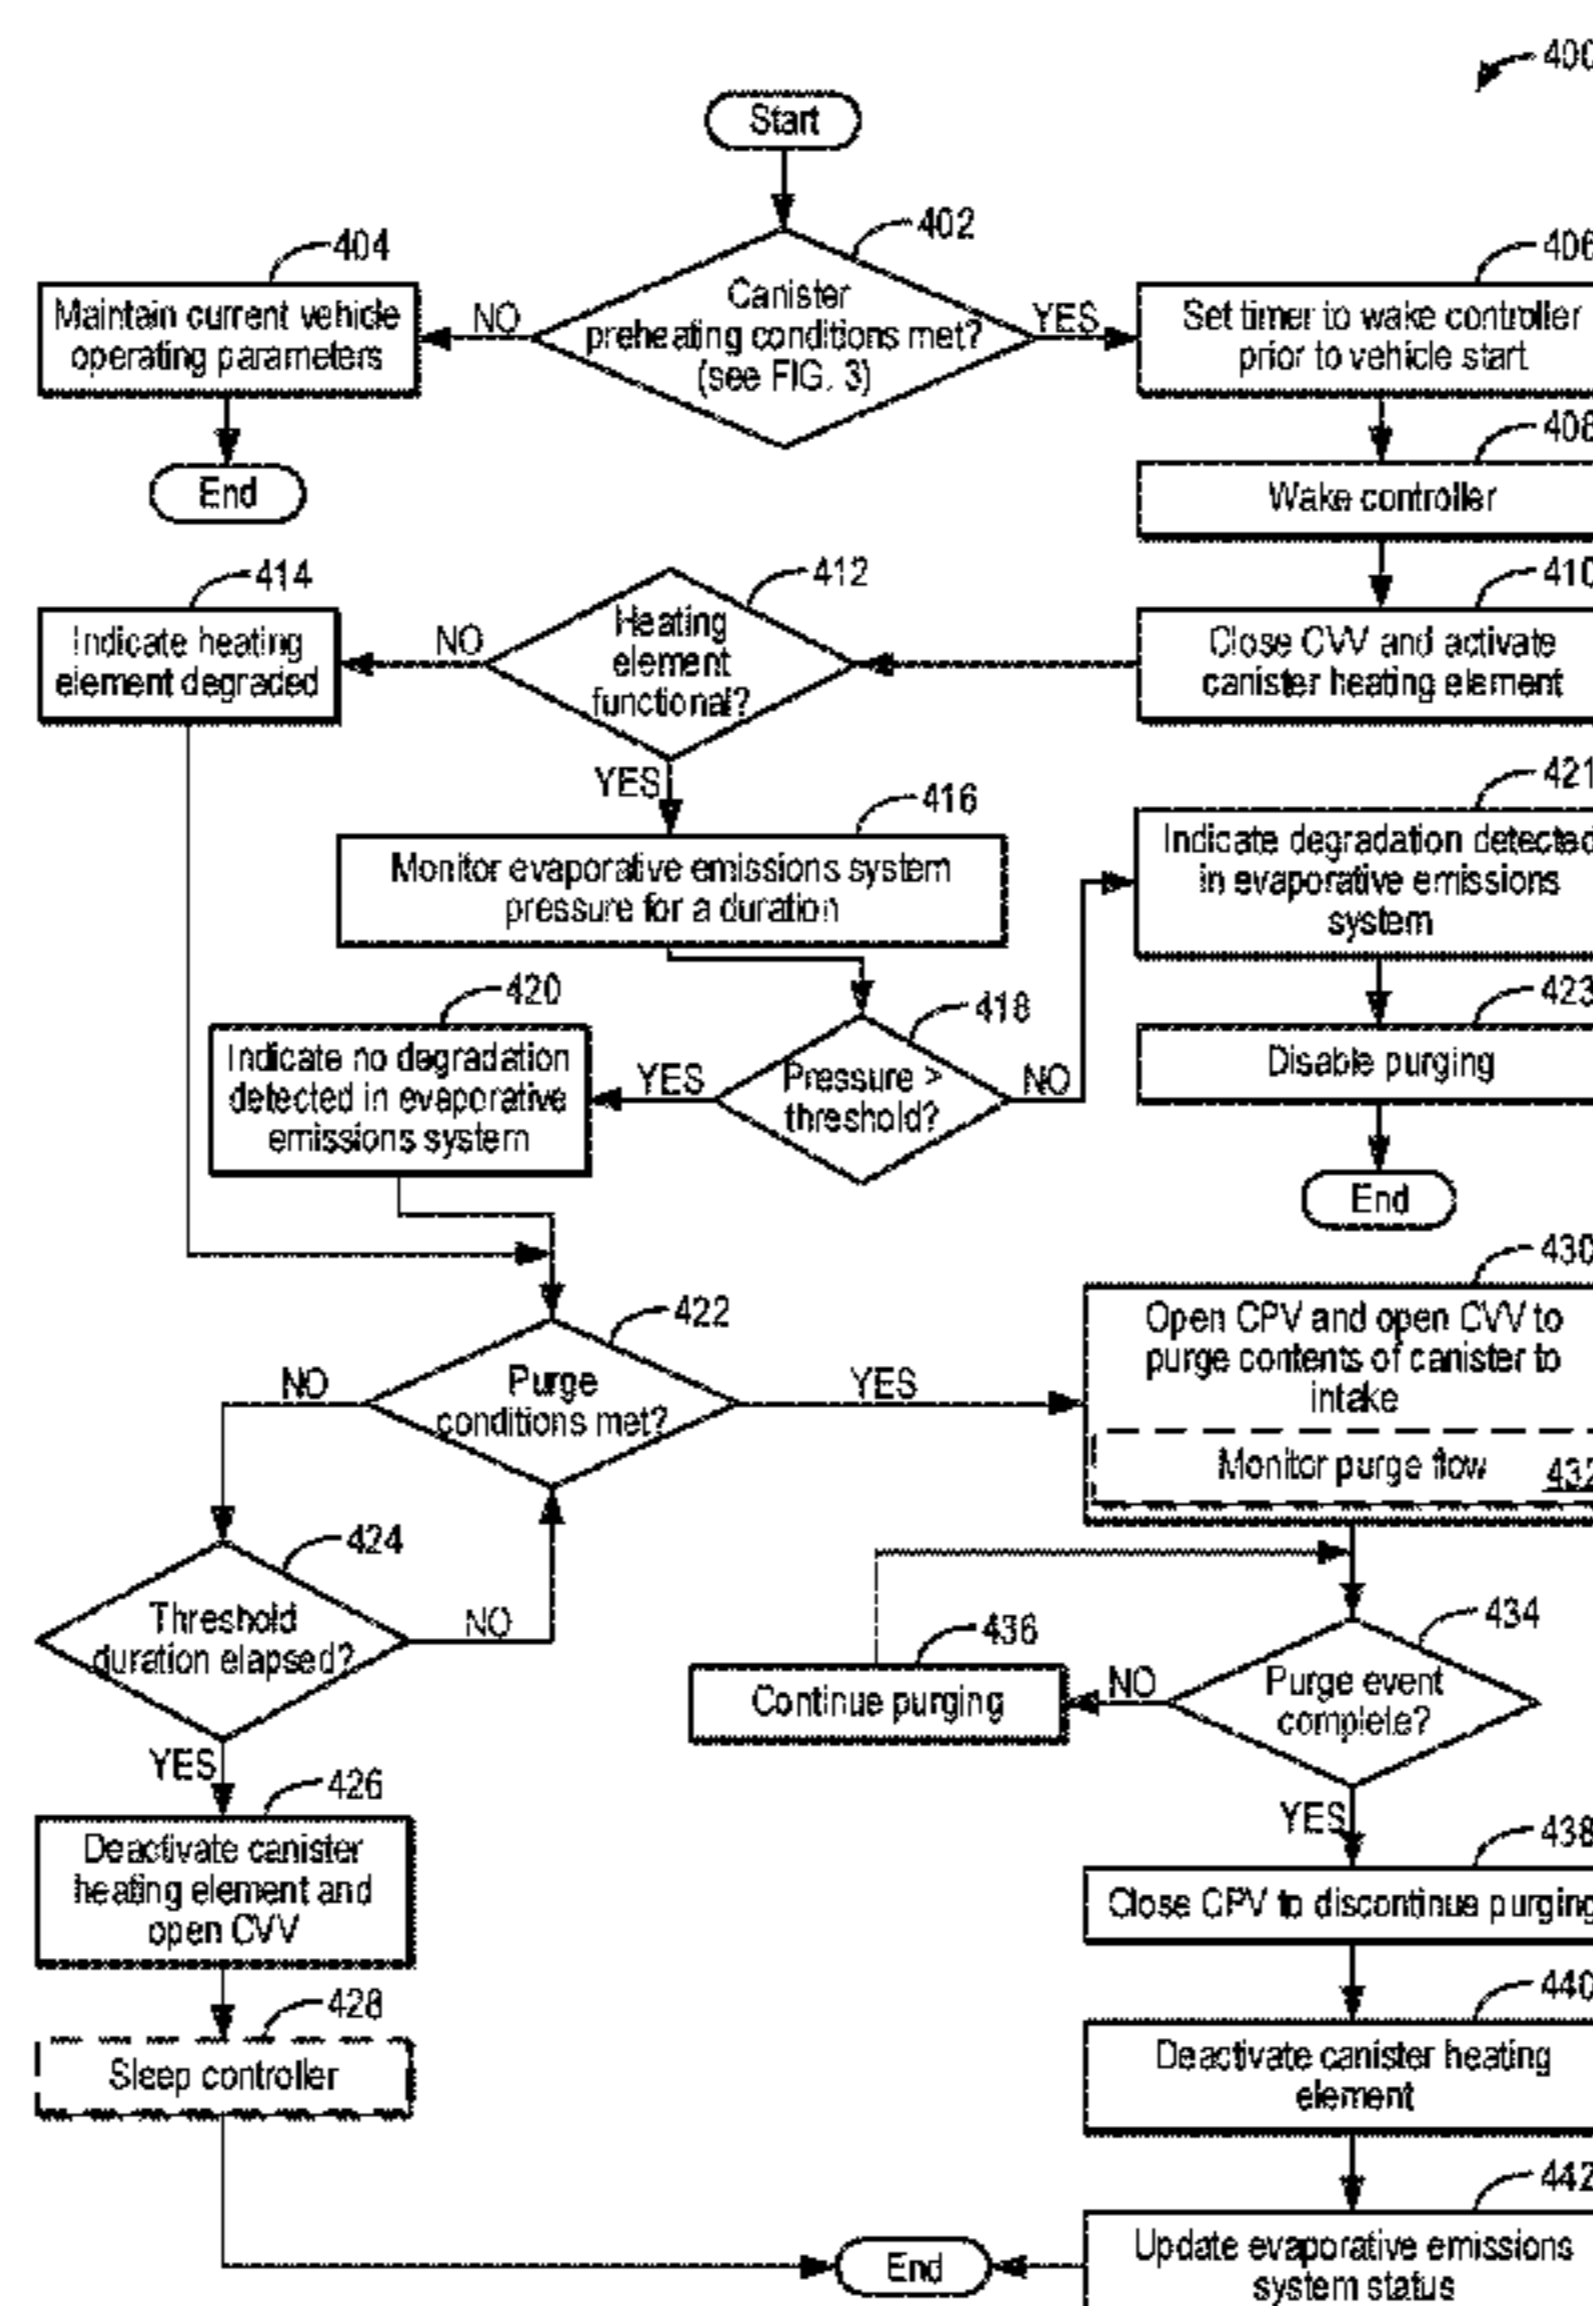 400
Start
402
Canister
preheating conditions met?
(see FIG. 3)
NO
YES
404
Maintain current vehicle
operating parameters
End
406
Set timer to wake controller
prior to vehicle start
408
Wake controller
410
Close CVV and activate
canister heating element
412
Heating
element
functional?
NO
YES
414
Indicate heating
element degraded
416
Monitor evaporative emissions system
pressure for a duration
418
Pressure >
threshold?
YES
NO
420
Indicate no degradation
detected in evaporative
emissions system
421
Indicate degradation detected
in evaporative emissions
system
423
Disable purging
End
422
Purge
conditions met?
NO
YES
424
Threshold
duration elapsed?
NO
YES
426
Deactivate canister
heating element and
open CVV
428
Sleep controller
430
Open CPV and open CVV to
purge contents of canister to
intake
Monitor purge flow 432
434
Purge event
complete?
NO
YES
436
Continue purging
438
Close CPV to discontinue purging
440
Deactivate canister heating
element
442
Update evaporative emissions
system status
End